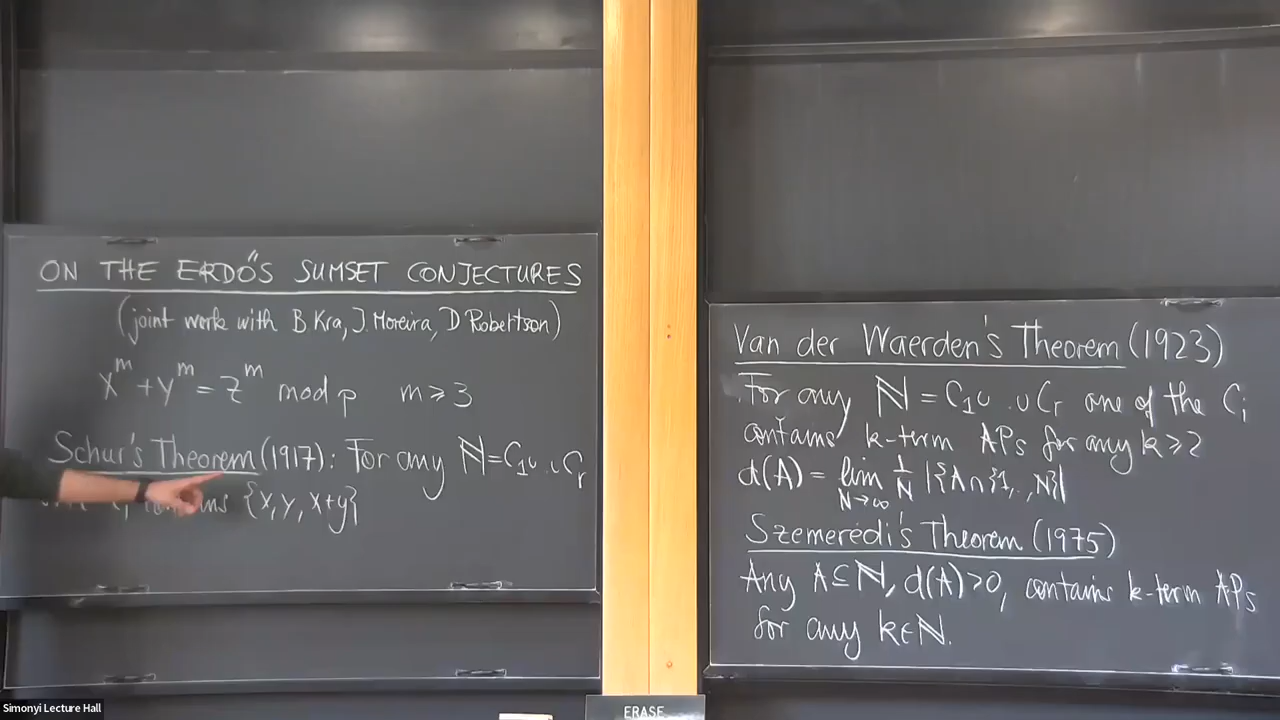 ON THE ERDŐS SUMSET CONJECTURES
(joint work with B Kra, J. Moreira, D Robertson)
x^m + y^m = z^m mod p m ≥ 3
Schur's Theorem (1917): For any ℕ = C₁∪ ..∪ Cᵣ
{x, y, x+y}
Van der Waerden's Theorem (1923)
For any ℕ = C₁∪ ..∪ Cᵣ one of the Cᵢ
contains k-term APs for any k ≥ 2
d(A) = lim N→∞ 1/N |{A∩{1,..,N}|
Szemerédi's Theorem (1975)
Any A ⊆ ℕ, d(A)>0, contains k-term APs
for any k∈ℕ.
ERASE
Simonyi Lecture Hall